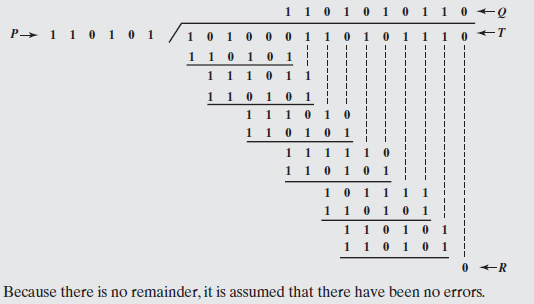 1 1 0 1 0 1 0 1 1 0 ←Q
P→ 1 1 0 1 0 1 / 1 0 1 0 0 0 1 1 0 1 0 1 1 1 0 ←T
1 1 0 1 0 1
1 1 1 0 1 1
1 1 0 1 0 1
1 1 1 0 1 0
1 1 0 1 0 1
1 1 1 1 1 0
1 1 0 1 0 1
1 0 1 1 1 1
1 1 0 1 0 1
1 1 0 1 0 1
1 1 0 1 0 1
0 ←R
Because there is no remainder, it is assumed that there have been no errors.